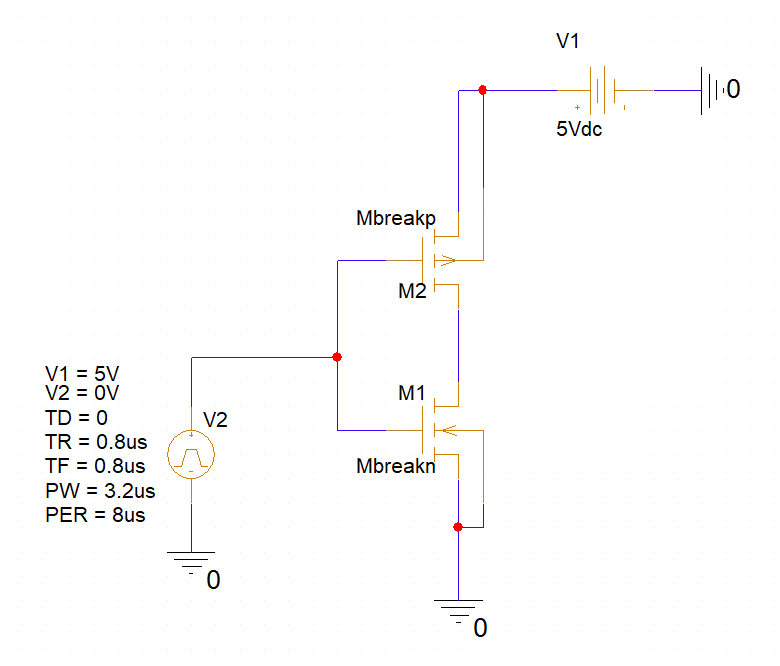 V1
0
5Vdc
Mbreakp
M2
V1 = 5V
V2 = 0V
TD = 0
TR = 0.8us
TF = 0.8us
PW = 3.2us
PER = 8us
V2
0
M1
Mbreakn
0